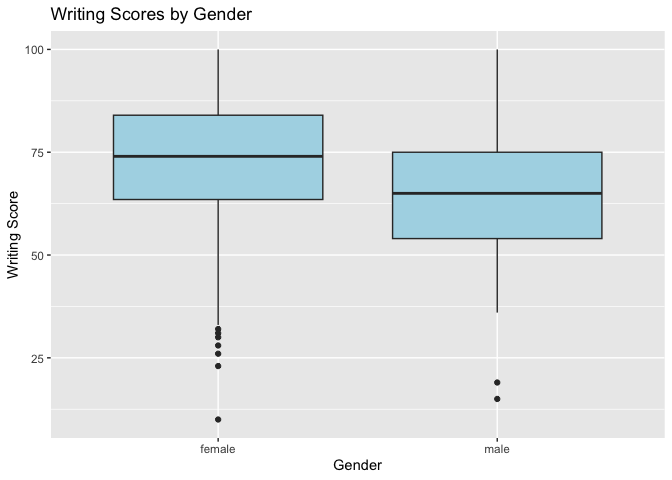 Writing Scores by Gender
100
75
50
25
Writing Score
female
male
Gender